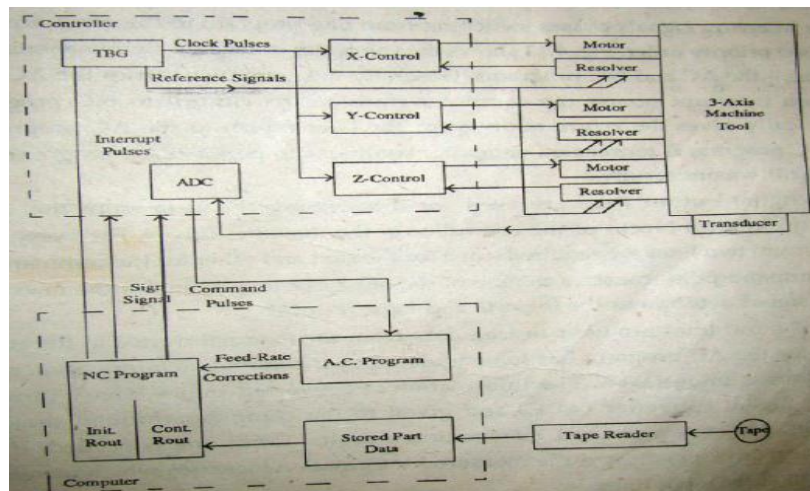 Controller
TBG
Clock Pulses
X-Control
Motor
Reference Signals
Resolver
3-Axis
Machine
Tool
Y-Control
Motor
Interrupt
Pulses
Resolver
ADC
Z-Control
Motor
Resolver
Transducer
Sign
Signal
Command
Pulses
NC Program
Feed-Rate
Corrections
A.C. Program
Init.
Rout
Cont.
Rout
Stored Part
Data
Tape Reader
Tape
Computer